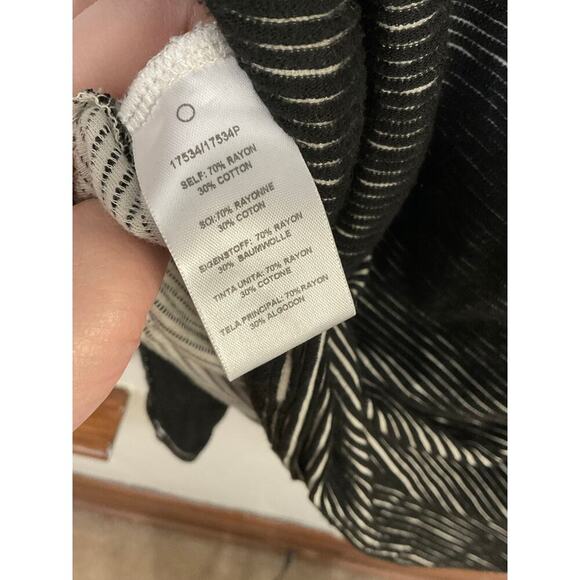 17534/17534P
SELF: 70% RAYON
30% COTTON
SOI:70% RAYONNE
30% COTON
EIGENSTOFF: 70% RAYON
30% BAUMWOLLE
TINTA UNITA: 70% RAYON
30% COTONE
TELA PRINCIPAL: 70% RAYON
30% ALGODON